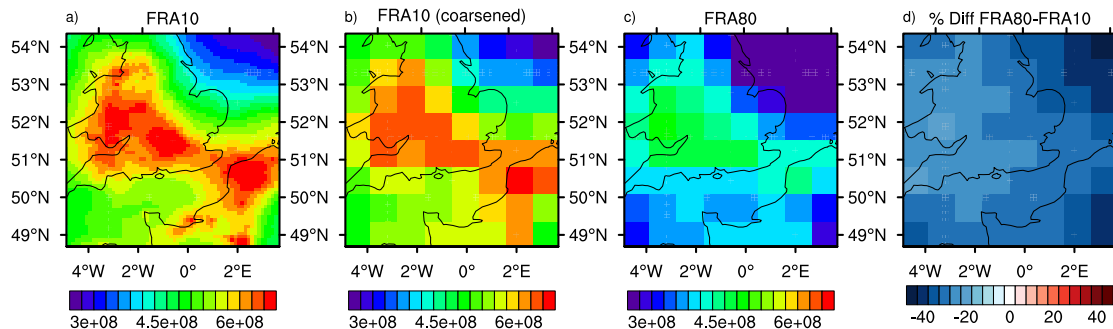 a) FRA10
b) FRA10 (coarsened)
c) FRA80
d) % Diff FRA80-FRA10
54°N 54°N 54°N 54°N
53°N 53°N 53°N 53°N
52°N 52°N 52°N 52°N
51°N 51°N 51°N 51°N
50°N 50°N 50°N 50°N
49°N 49°N 49°N 49°N
4°W 2°W 0° 2°E 4°W 2°W 0° 2°E 4°W 2°W 0° 2°E 4°W 2°W 0° 2°E
3e+08 4.5e+08 6e+08 3e+08 4.5e+08 6e+08 3e+08 4.5e+08 6e+08 -40 -20 0 20 40